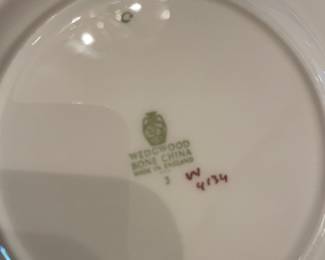 WEDGWOOD
BONE CHINA
MADE IN ENGLAND
3
W
4134